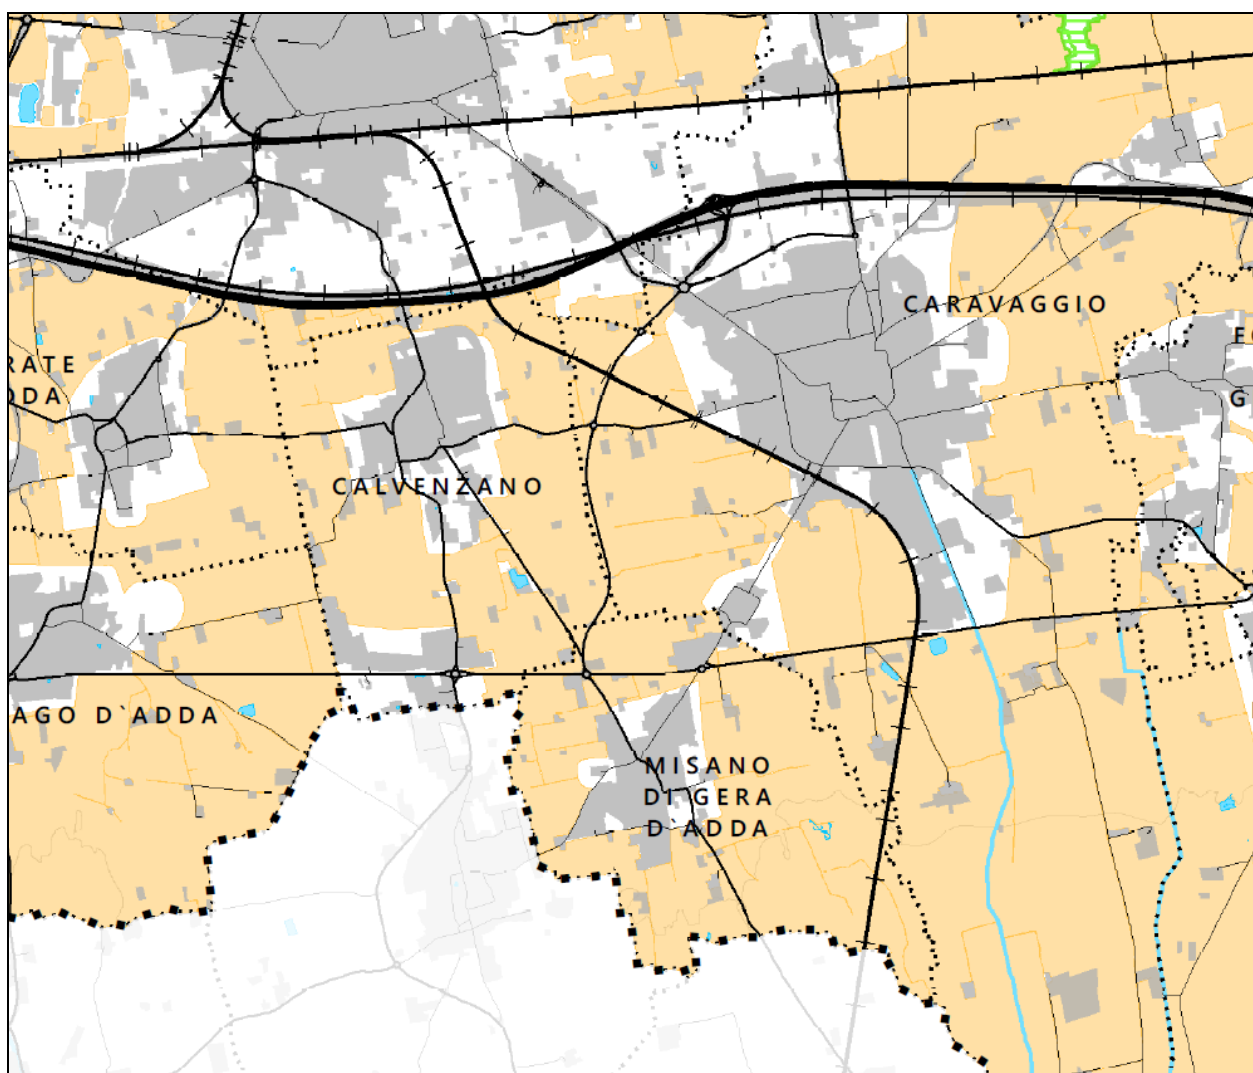 CARAVAGGIO
RATE
DDA
F
G
CALVENZANO
AGO D`ADDA
MISANO
DI GERA
D`ADDA